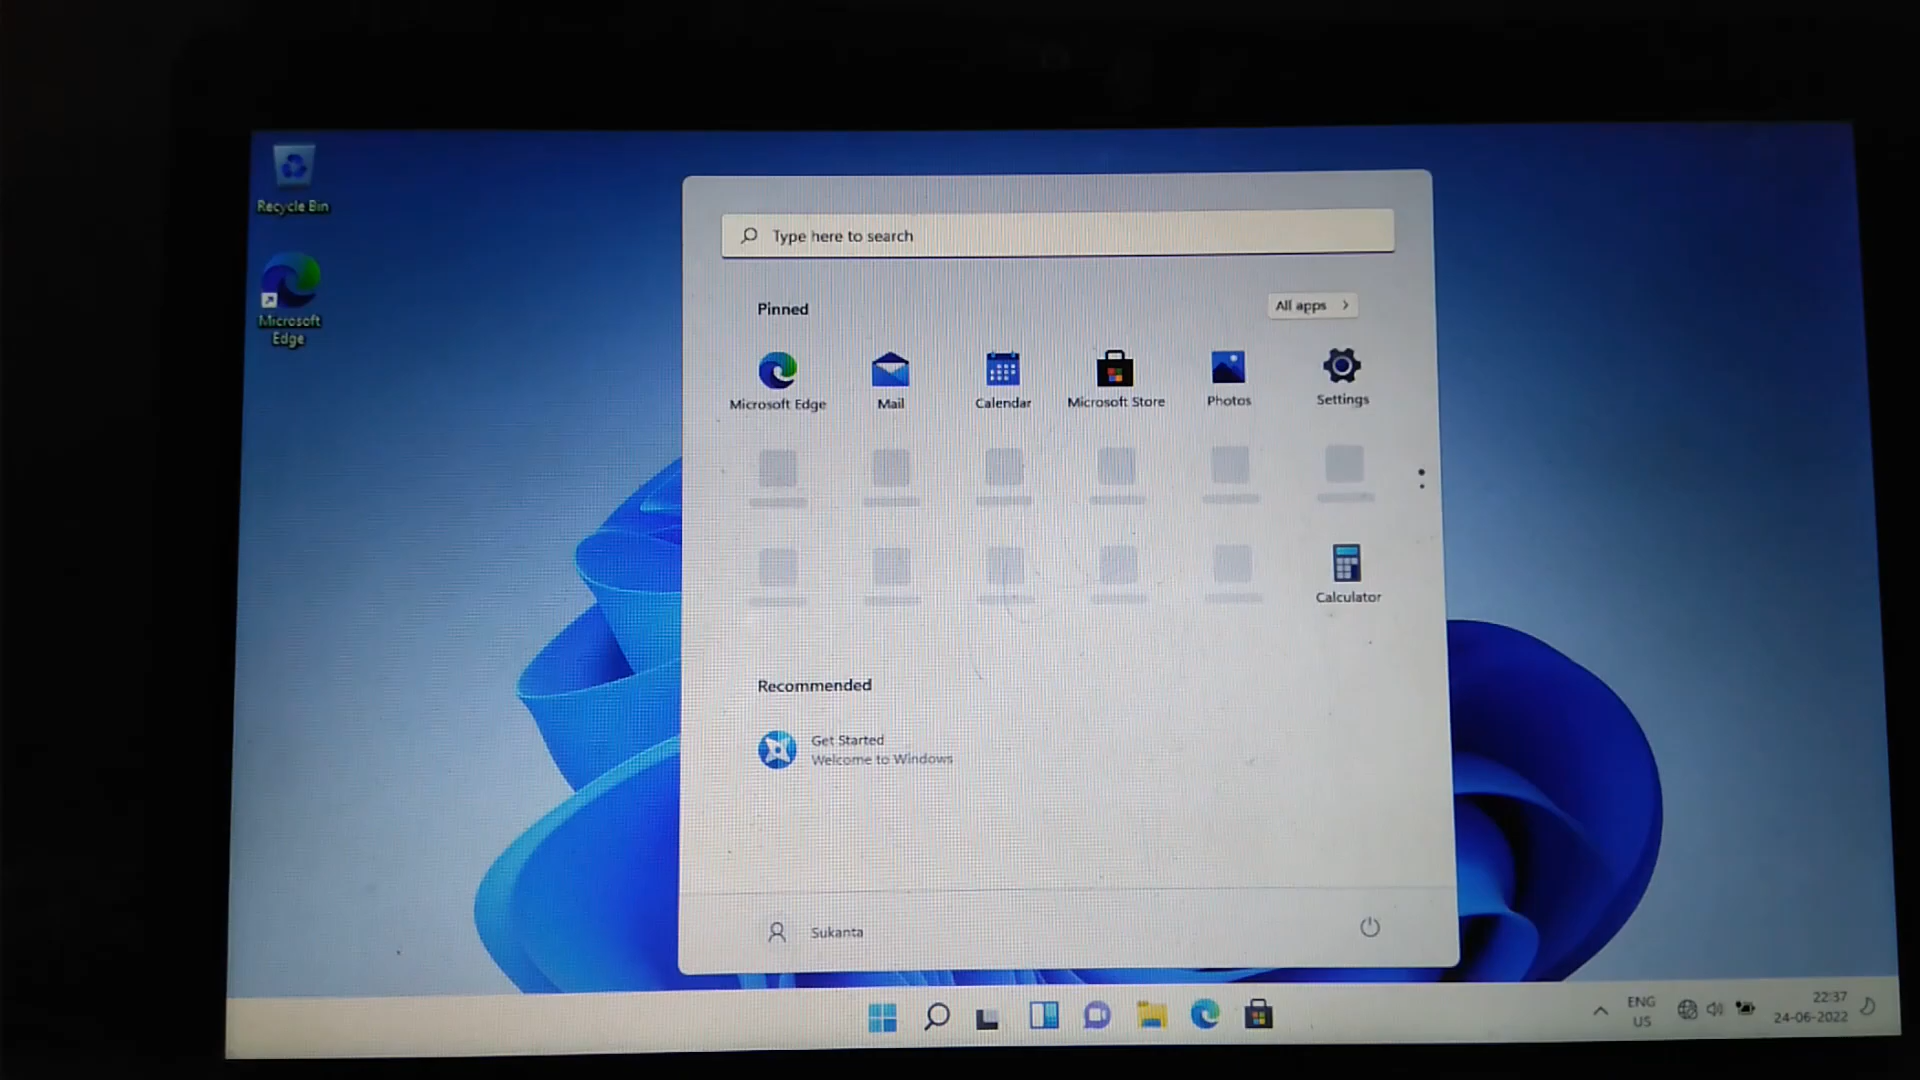 Recycle Bin
Microsoft
Edge
Type here to search
Pinned
All apps
Microsoft Edge
Mail
Calendar
Microsoft Store
Photos
Settings
Calculator
Recommended
Get Started
Welcome to Windows
Sukanta
ENG
US
22:37
24-06-2022